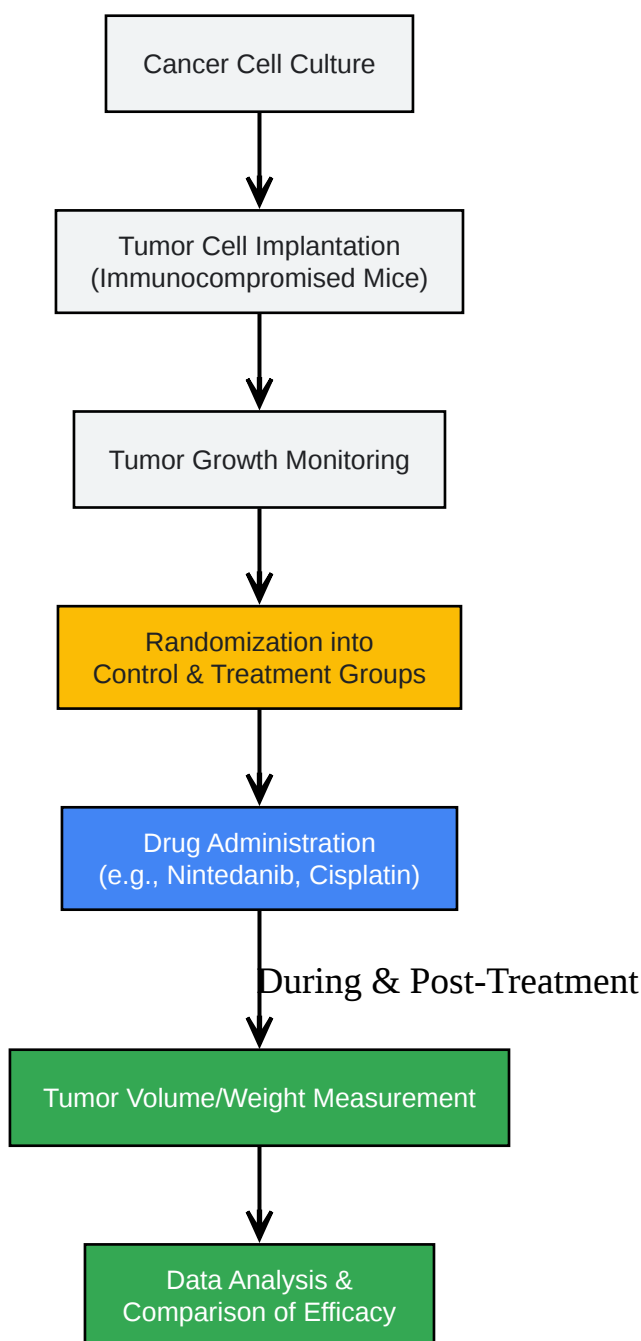 Cancer Cell Culture
Tumor Cell Implantation
(Immunocompromised Mice)
Tumor Growth Monitoring
Randomization into
Control & Treatment Groups
Drug Administration
(e.g., Nintedanib, Cisplatin)
During & Post-Treatment
Tumor Volume/Weight Measurement
Data Analysis &
Comparison of Efficacy